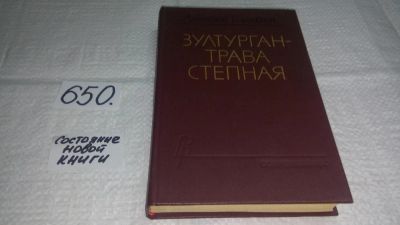 650.
состояние
новой
книги
ЗУЛТУРГАН-
ТРАВА
СТЕПНАЯ